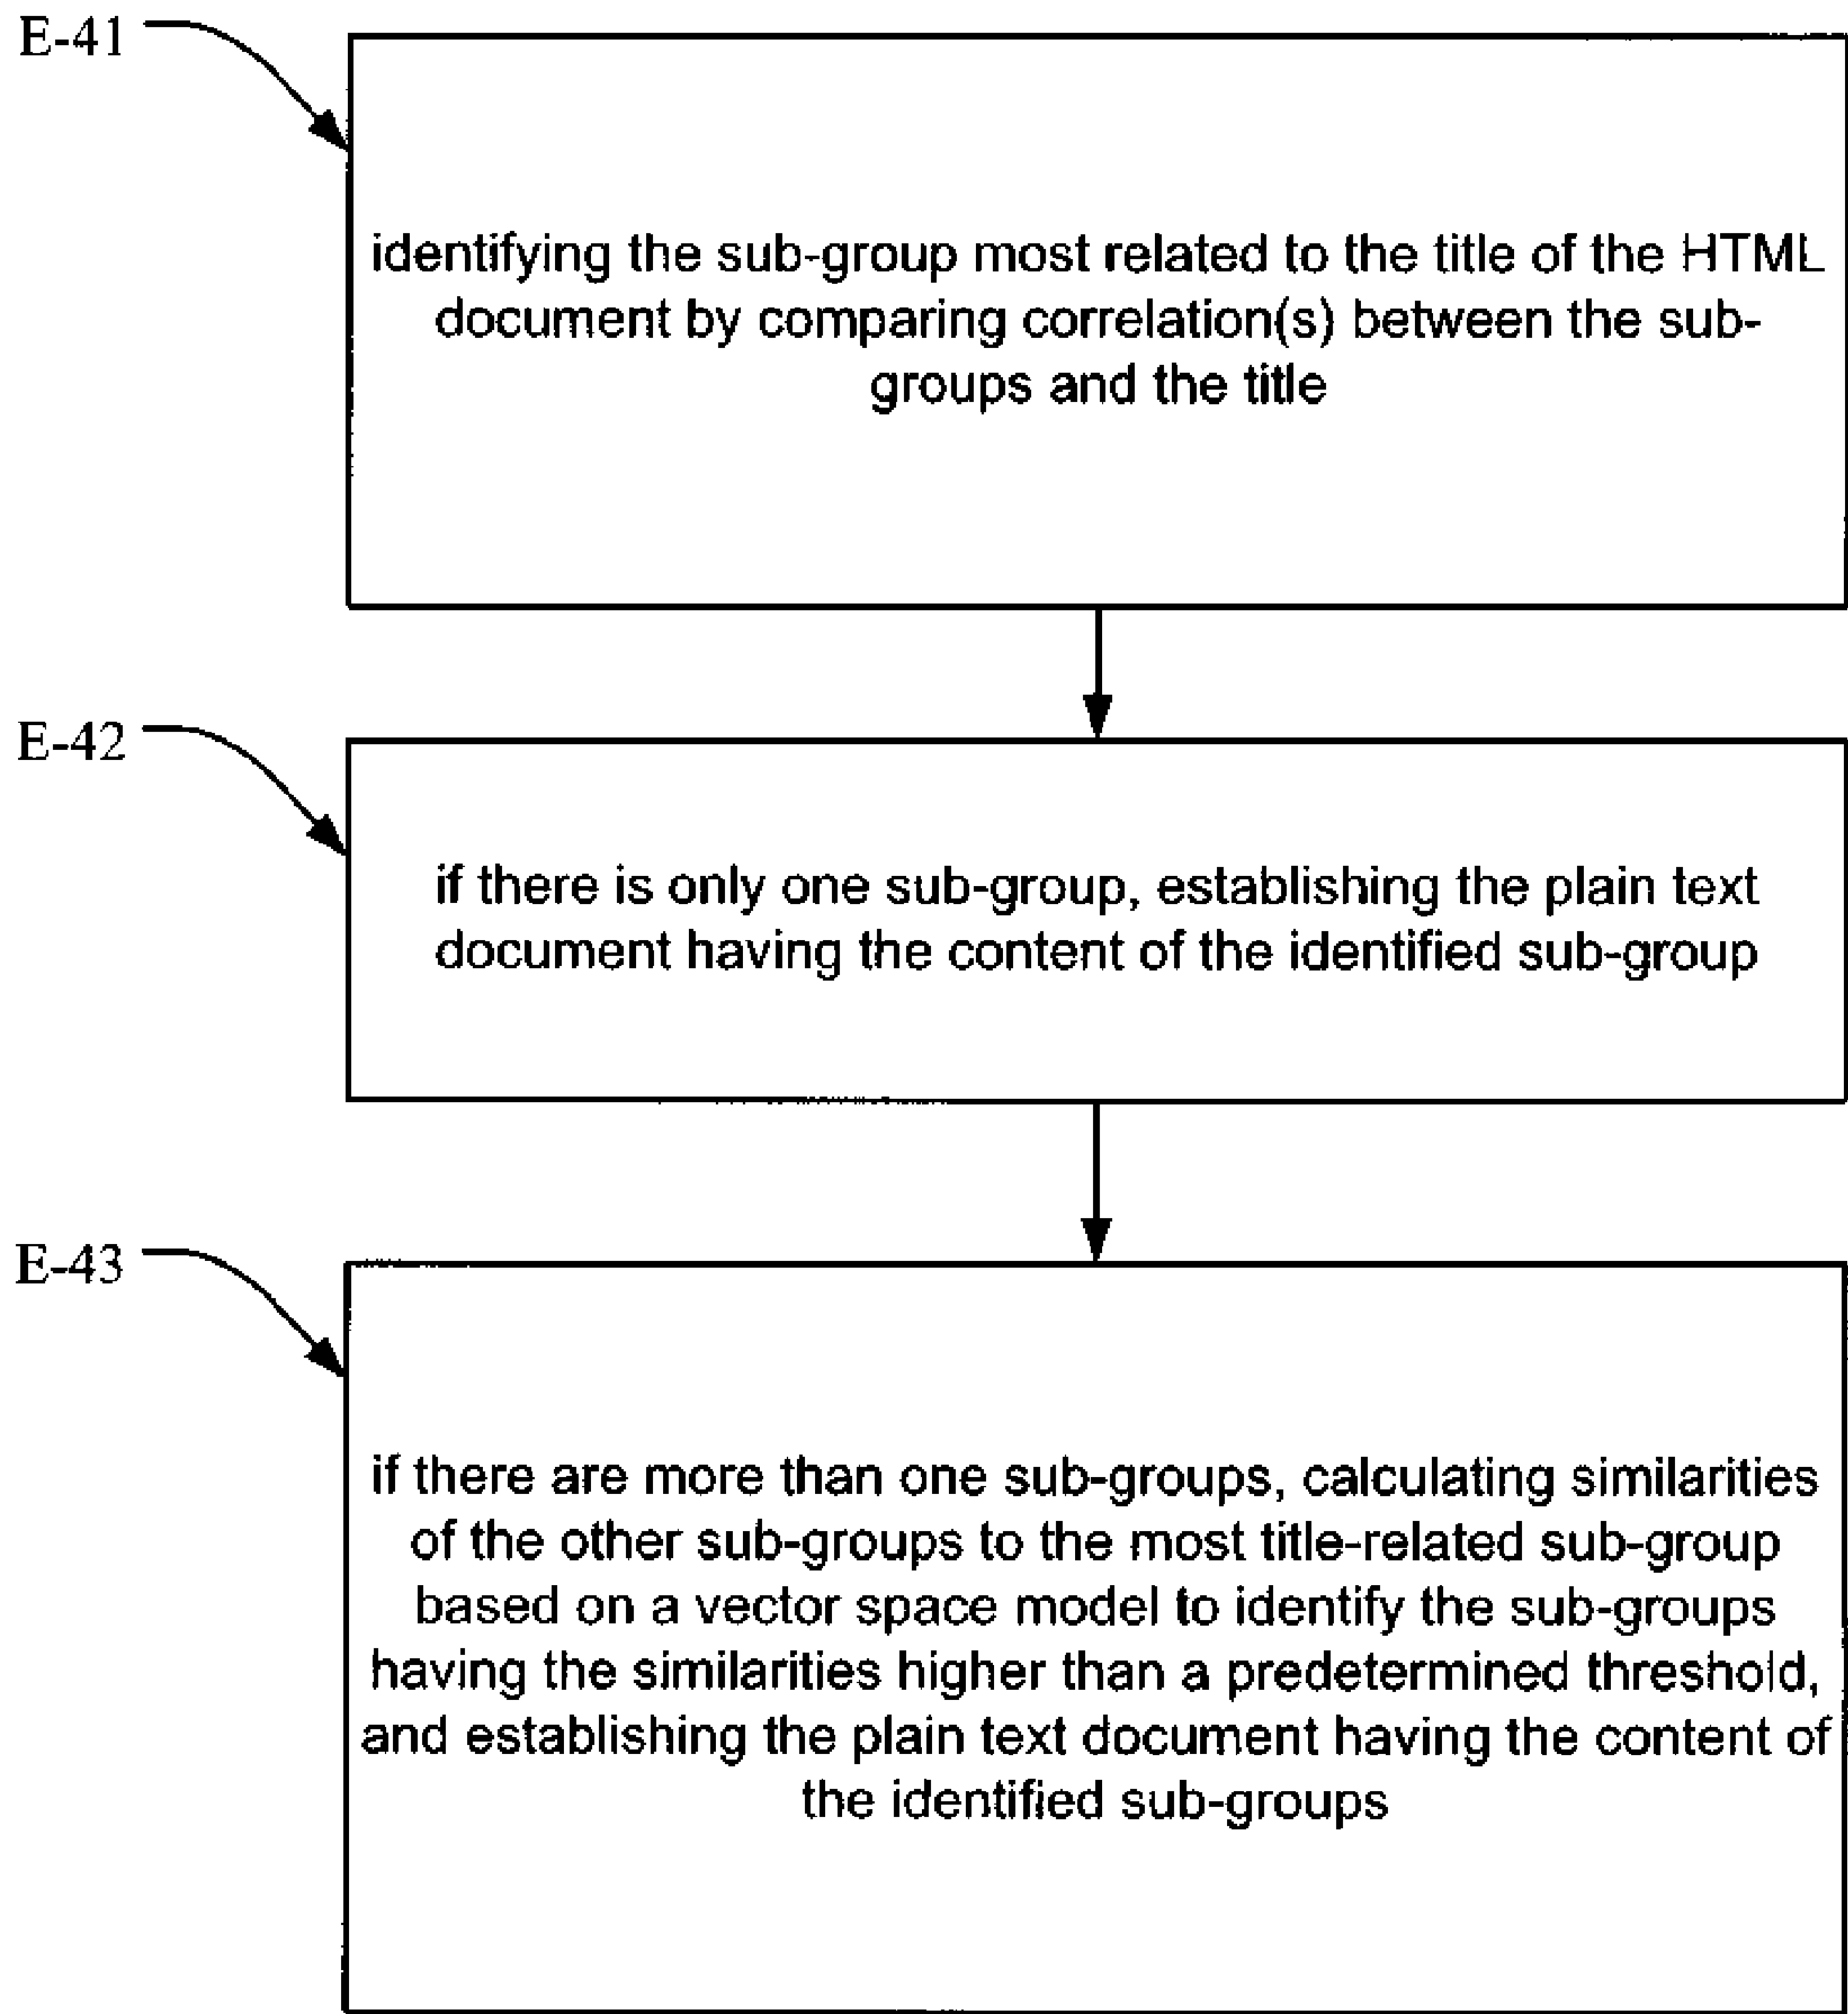 E-41
identifying the sub-group most related to the title of the HTML
document by comparing correlation(s) between the sub-
groups and the title
E-42
if there is only one sub-group, establishing the plain text
document having the content of the identified sub-group
E-43
if there are more than one sub-groups, calculating similarities
of the other sub-groups to the most title-related sub-group
based on a vector space model to identify the sub-groups
having the similarities higher than a predetermined threshold,
and establishing the plain text document having the content of
the identified sub-groups